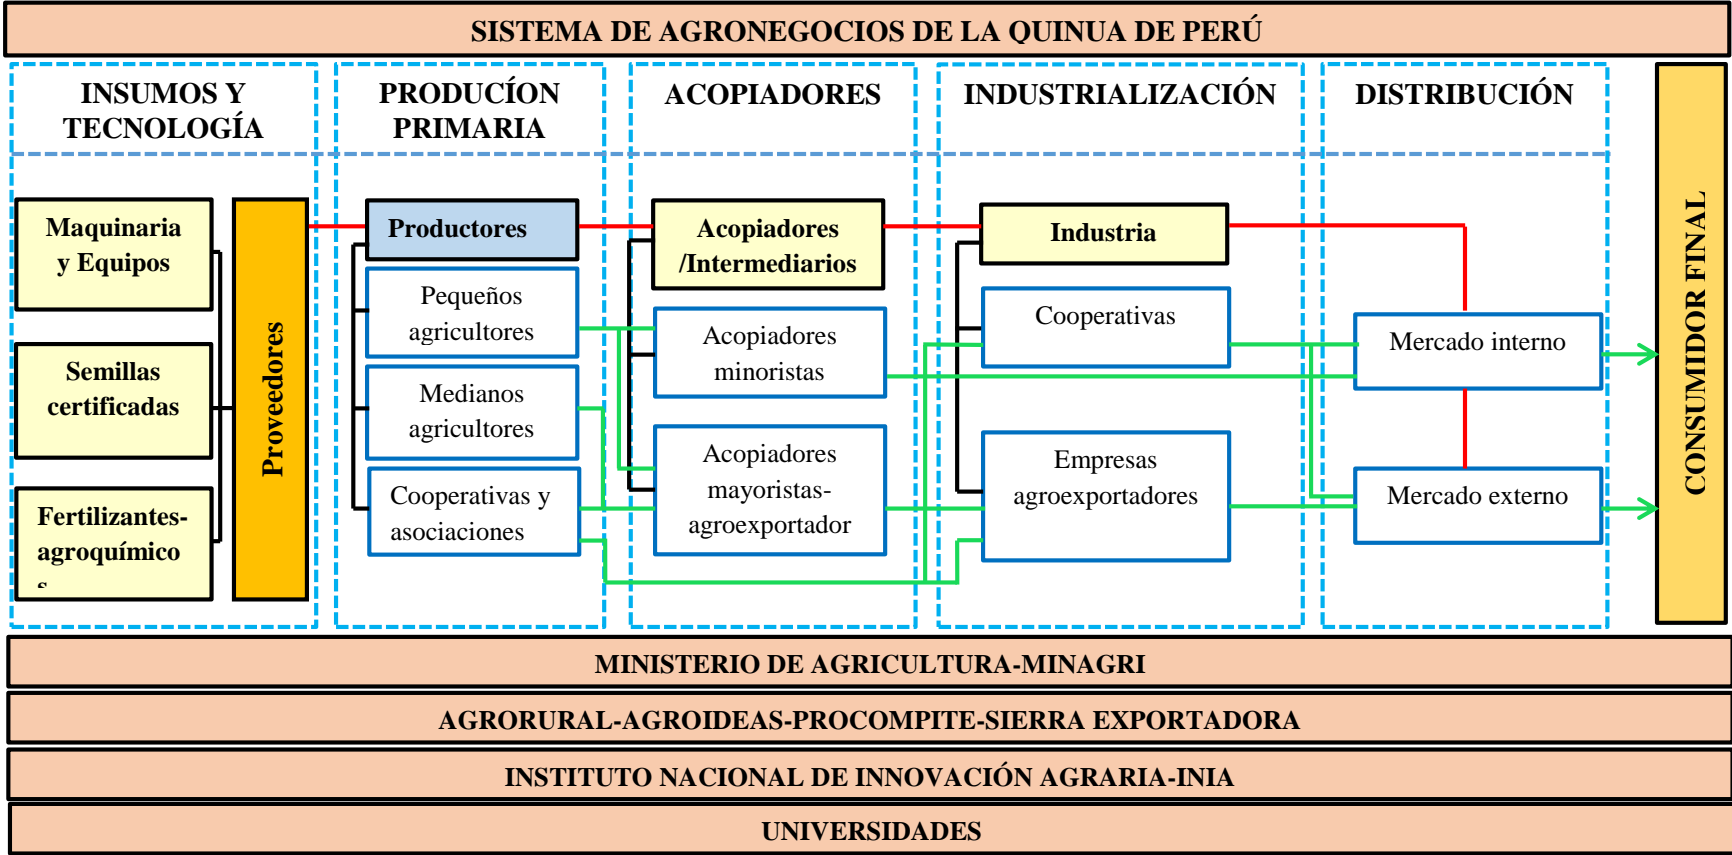 SISTEMA DE AGRONEGOCIOS DE LA QUINUA DE PERÚ
INSUMOS Y
TECNOLOGÍA
PRODUCÍON
PRIMARIA
ACOPIADORES
INDUSTRIALIZACIÓN
DISTRIBUCIÓN
Maquinaria
y Equipos
Semillas
certificadas
Fertilizantes-
agroquímico
s
Proveedores
Productores
Pequeños
agricultores
Medianos
agricultores
Cooperativas y
asociaciones
Acopiadores
/Intermediarios
Acopiadores
minoristas
Acopiadores
mayoristas-
agroexportador
Industria
Cooperativas
Empresas
agroexportadores
Mercado interno
Mercado externo
CONSUMIDOR FINAL
MINISTERIO DE AGRICULTURA-MINAGRI
AGRORURAL-AGROIDEAS-PROCOMPITE-SIERRA EXPORTADORA
INSTITUTO NACIONAL DE INNOVACIÓN AGRARIA-INIA
UNIVERSIDADES